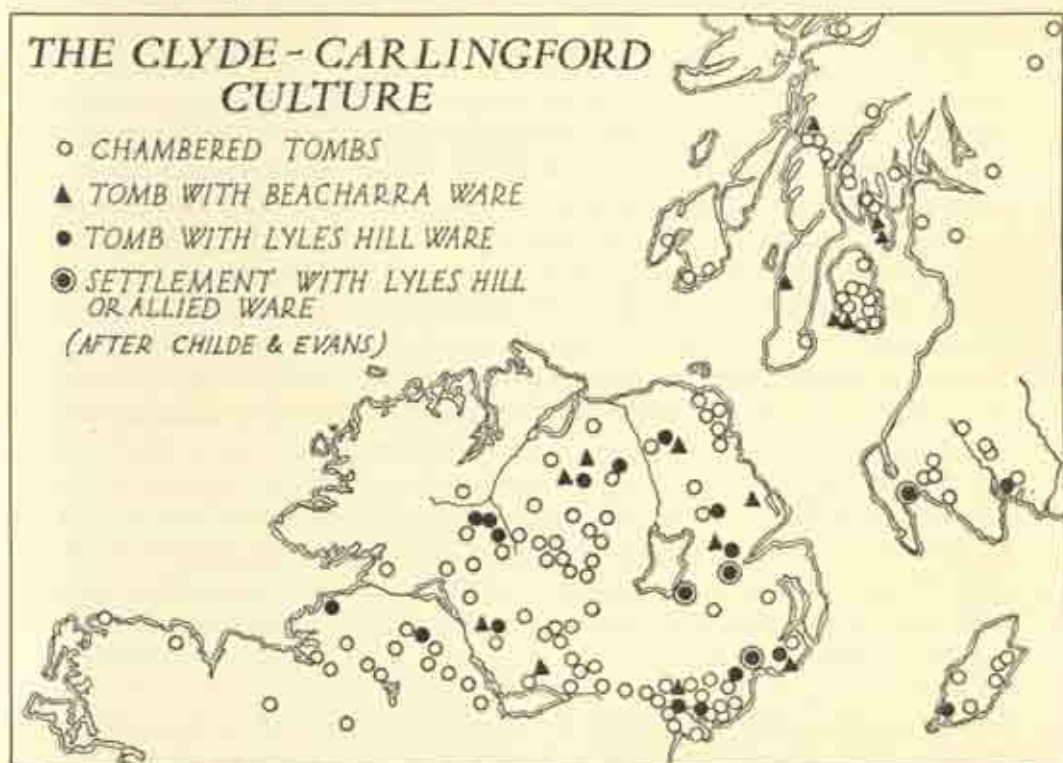 THE CLYDE-CARLINGFORD
CULTURE
CHAMBERED TOMBS
TOMB WITH BEACHARRA WARE
TOMB WITH LYLES HILL WARE
SETTLEMENT WITH LYLES HILL
OR ALLIED WARE
(AFTER CHILDE & EVANS)